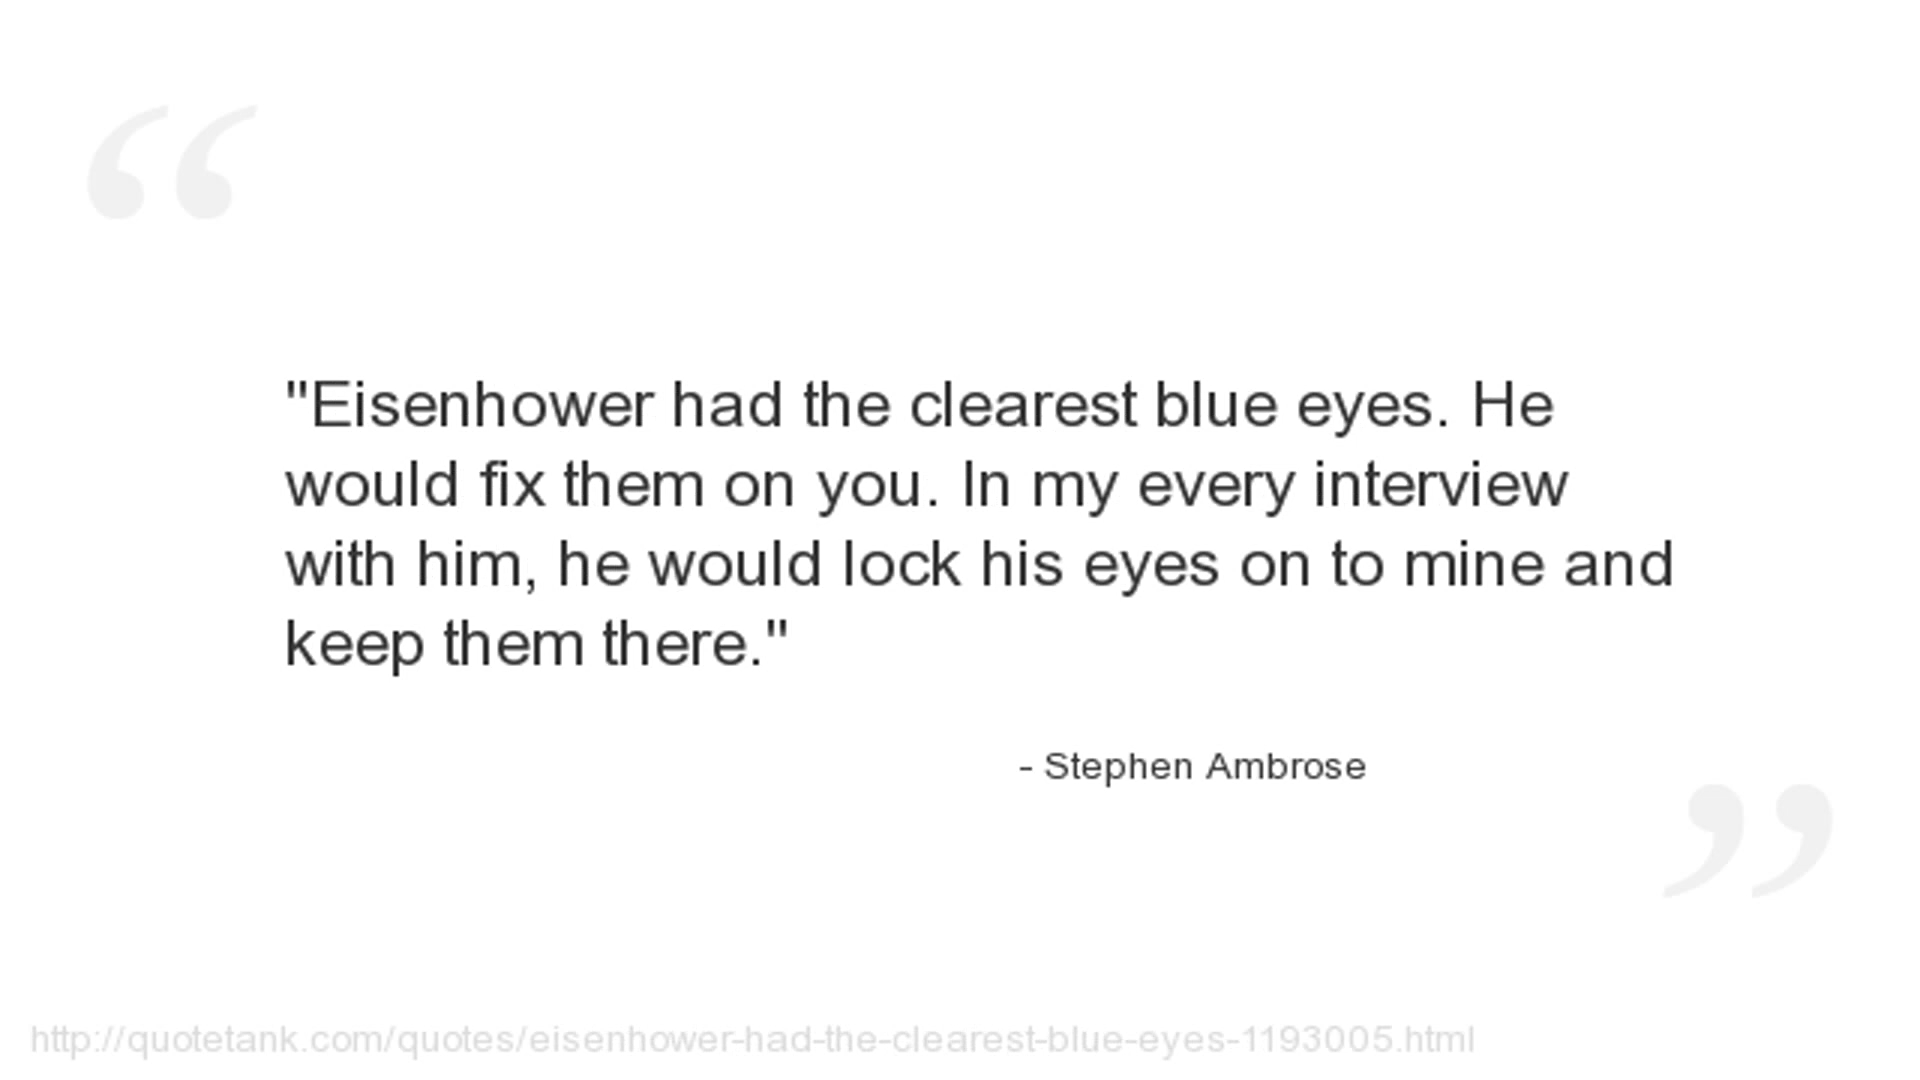 "Eisenhower had the clearest blue eyes. He
would fix them on you. In my every interview
with him, he would lock his eyes on to mine and
keep them there."
- Stephen Ambrose
http://quotetank.com/quotes/eisenhower-had-the-clearest-blue-eyes-1193005.html